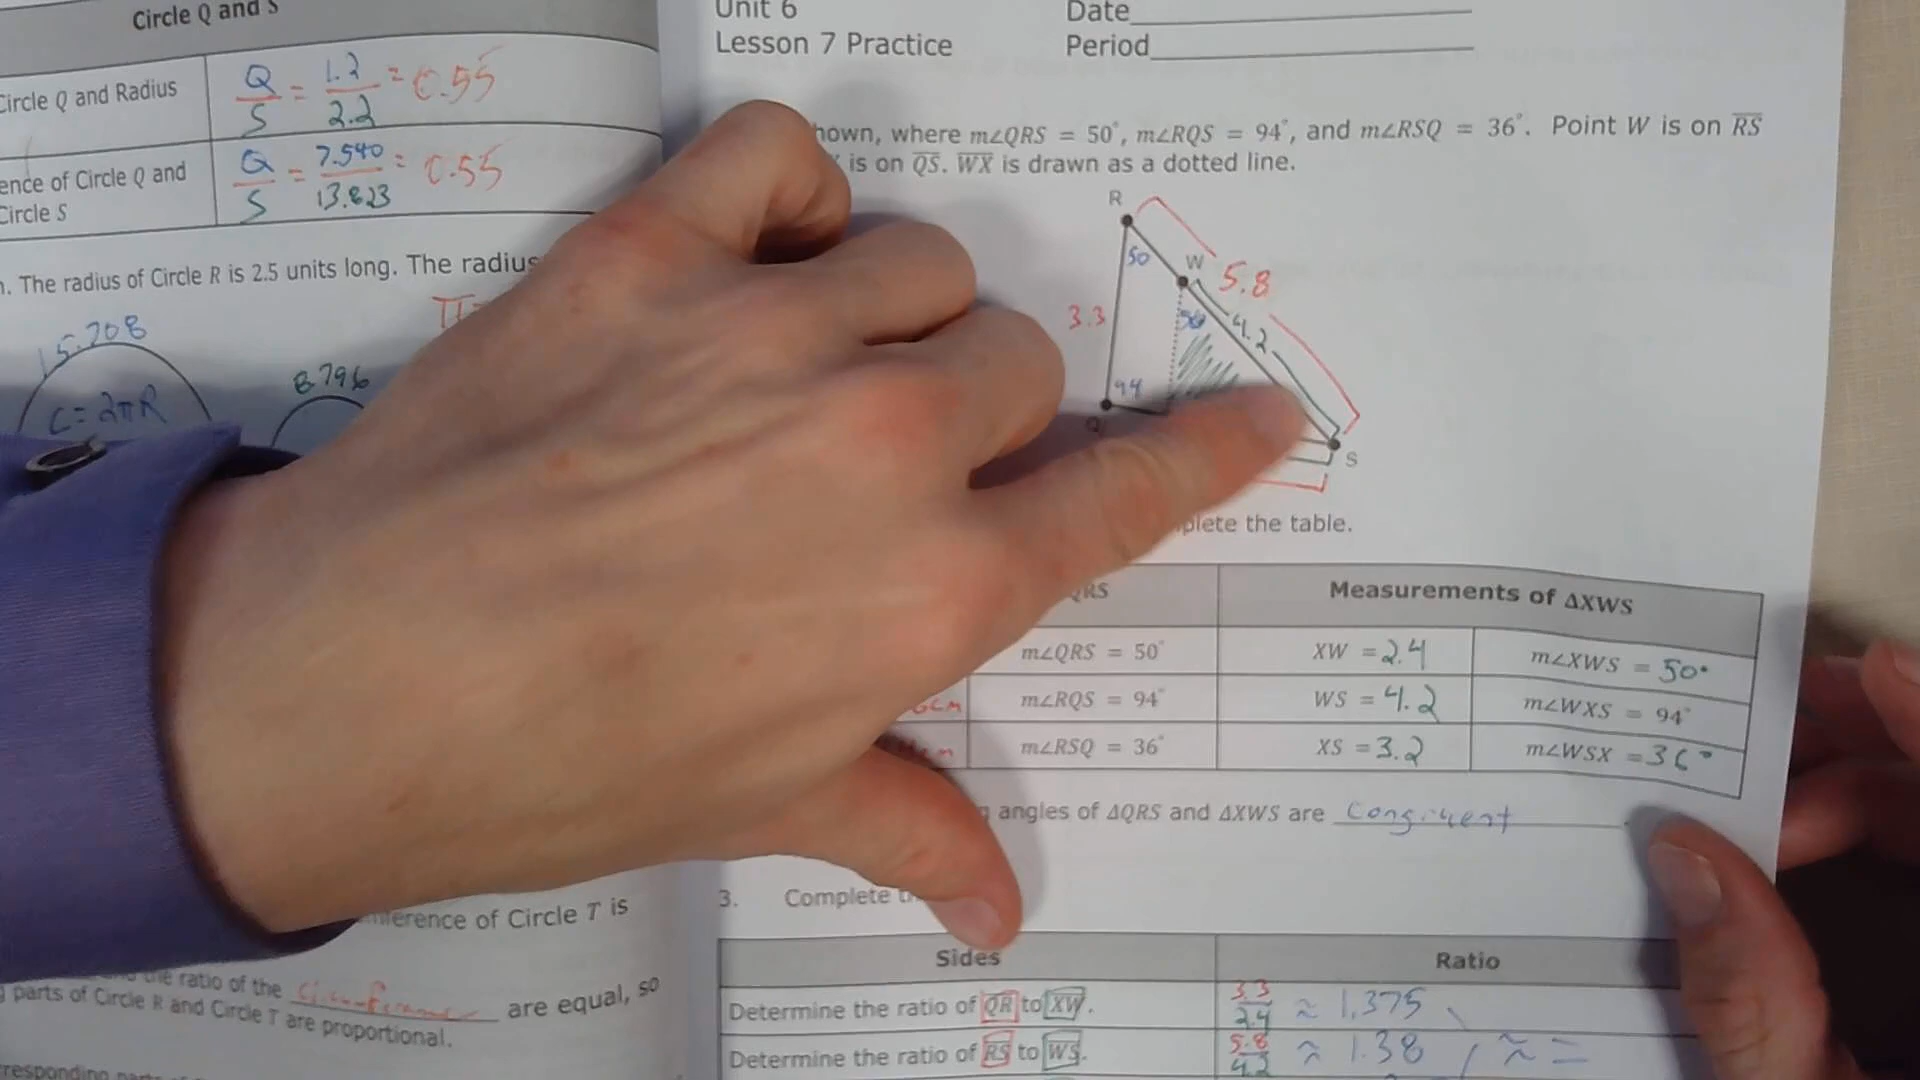 Circle Q and S
Circle Q and Radius
Q/S = 1.2/2.2 = 0.55
ence of Circle Q and
Circle S
Q/S = 7.540/13.823 = 0.55
. The radius of Circle R is 2.5 units long. The radius
15.708
C=2πR
8.796
ference of Circle T is
the ratio of the Circumference are equal, so
parts of Circle R and Circle T are proportional.
Unit 6
Date
Lesson 7 Practice
Period
hown, where m∠QRS = 50°, m∠RQS = 94°, and m∠RSQ = 36°. Point W is on RS
is on QS. WX is drawn as a dotted line.
R
50
W
5.8
3.3
50
4.2
94
Q
S
plete the table.
QRS
Measurements of ΔXWS
m∠QRS = 50°
XW = 2.4
m∠XWS = 50°
m∠RQS = 94°
WS = 4.2
m∠WXS = 94°
m∠RSQ = 36°
XS = 3.2
m∠WSX = 36°
angles of ΔQRS and ΔXWS are Congruent
3. Complete
Sides
Ratio
Determine the ratio of QR to XW.
3.3/2.4 ≈ 1.375
Determine the ratio of RS to WS.
5.8/4.2 ≈ 1.38 , ≈ =